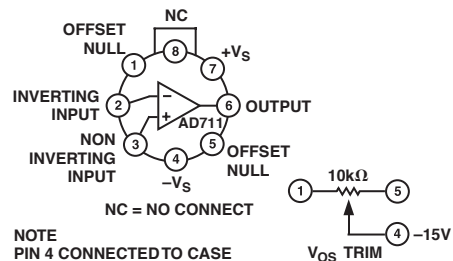 NC
OFFSET
NULL
8
+VS
1
7
INVERTING
INPUT
2
6
OUTPUT
AD711
NON
INVERTING
INPUT
3
5
OFFSET
NULL
4
–VS
NC = NO CONNECT
10kΩ
1
5
4
–15V
VOS TRIM
NOTE
PIN 4 CONNECTED TO CASE